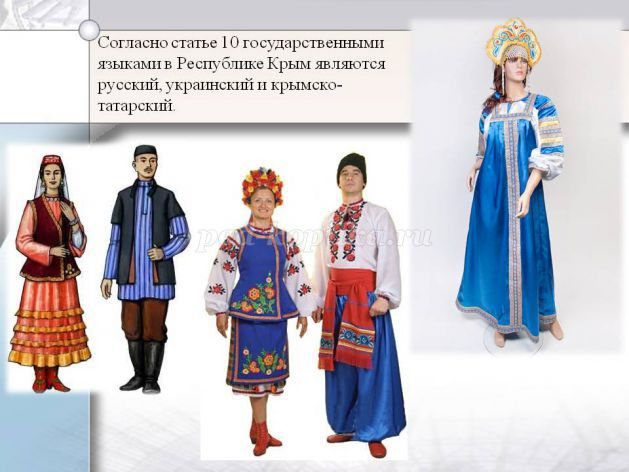 Согласно статье 10 государственными
языками в Республике Крым являются
русский, украинский и крымско-
татарский.